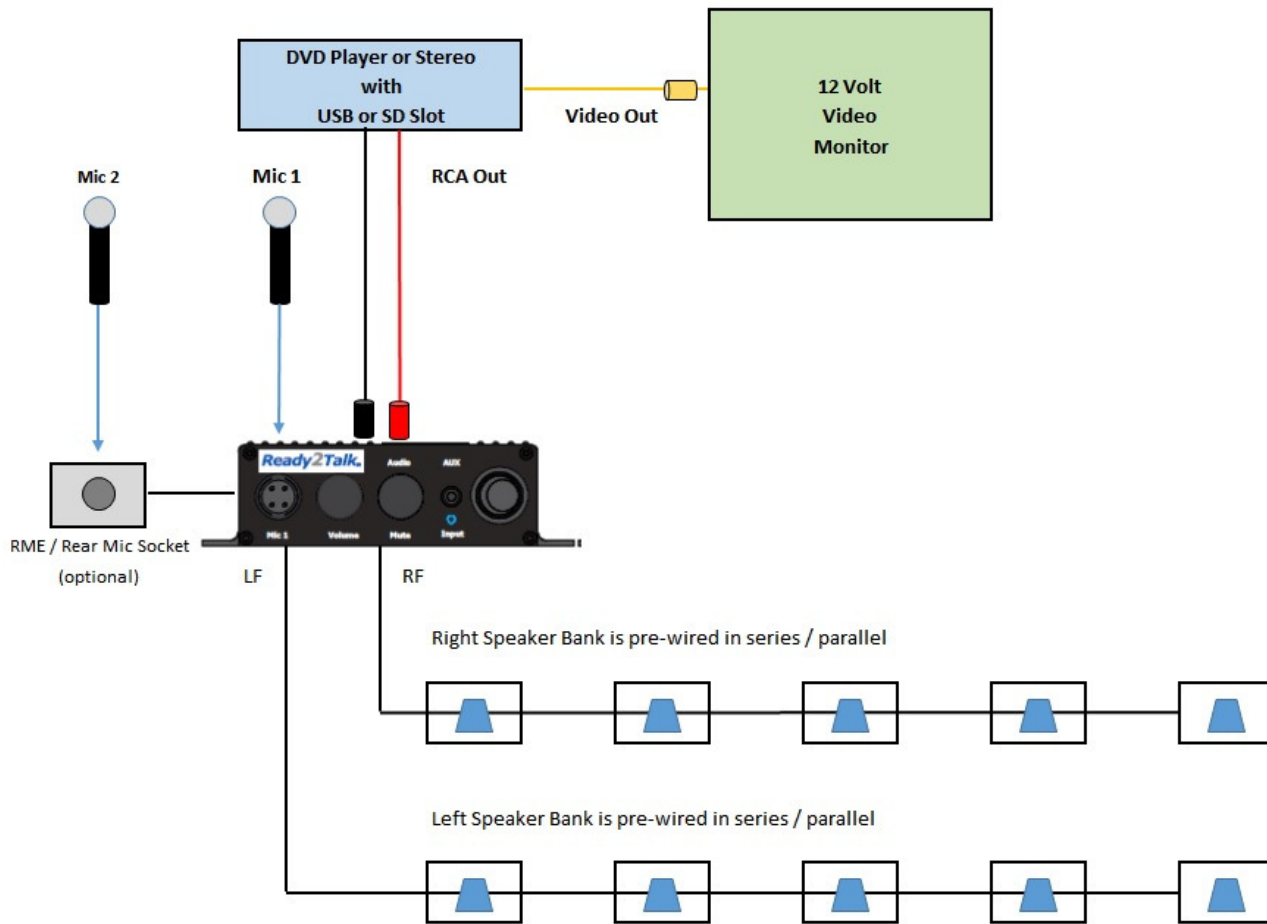 DVD Player or Stereo
with
USB or SD Slot
Video Out
12 Volt
Video
Monitor
Mic 2
Mic 1
RCA Out
Ready2Talk
Audio
AUX
Mic 1
Volume
Mute
Input
RME / Rear Mic Socket
(optional)
LF
RF
Right Speaker Bank is pre-wired in series / parallel
Left Speaker Bank is pre-wired in series / parallel